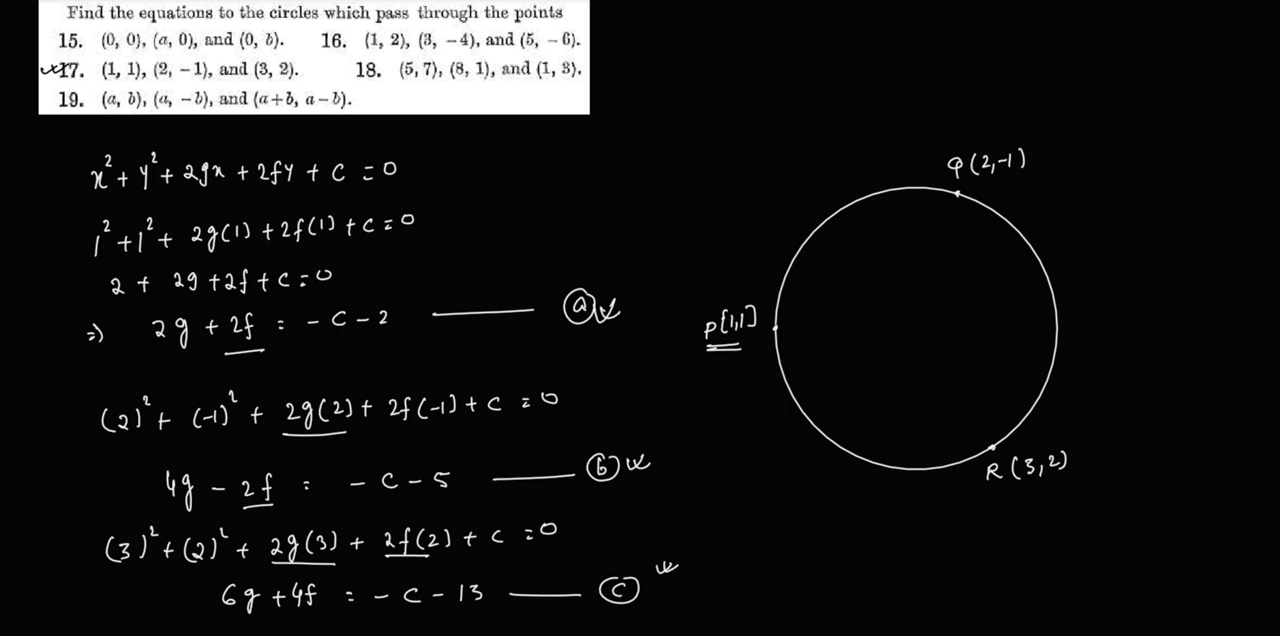 Find the equations to the circles which pass through the points
15. (0, 0), (a, 0), and (0, b). 16. (1, 2), (3, −4), and (5, −6).
17. (1, 1), (2, −1), and (3, 2). 18. (5, 7), (8, 1), and (1, 3).
19. (a, b), (a, −b), and (a+b, a−b).
x² + y² + 2gx + 2fy + c = 0
1² + 1² + 2g(1) + 2f(1) + c = 0
2 + 2g + 2f + c = 0
⇒ 2g + 2f = −c − 2 —— ⓐ
(2)² + (−1)² + 2g(2) + 2f(−1) + c = 0
4g − 2f = −c − 5 —— ⓑ
(3)² + (2)² + 2g(3) + 2f(2) + c = 0
6g + 4f = −c − 13 —— ⓒ
Q(2,−1)
P[1,1]
R(3,2)